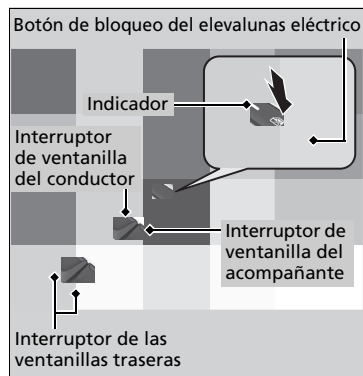 Botón de bloqueo del elevalunas eléctrico
Indicador
Interruptor
de ventanilla
del conductor
Interruptor de
ventanilla del
acompañante
Interruptor de las
ventanillas traseras